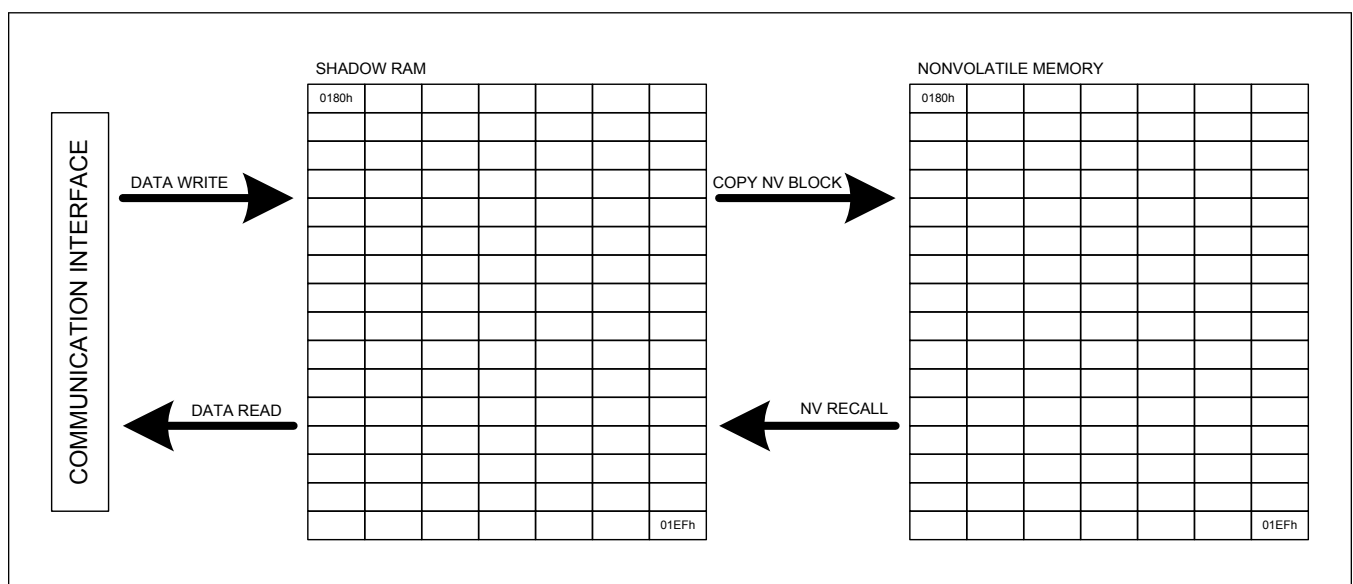 SHADOW RAM
NONVOLATILE MEMORY
0180h
0180h
COMMUNICATION INTERFACE
DATA WRITE
COPY NV BLOCK
DATA READ
NV RECALL
01EFh
01EFh